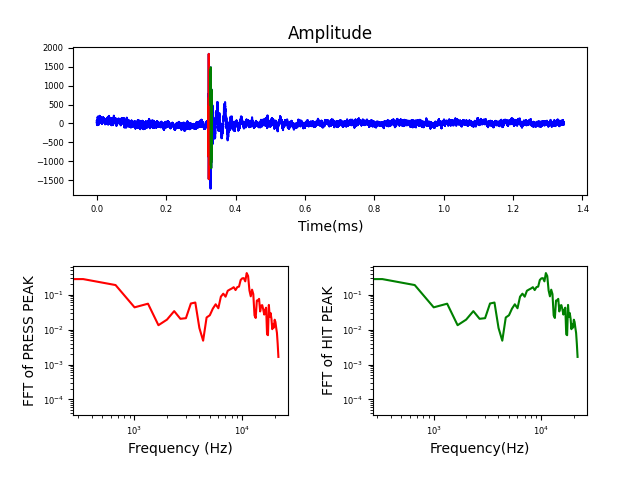 Amplitude
2000
1500
1000
500
0
−500
−1000
−1500
0.0 0.2 0.4 0.6 0.8 1.0 1.2 1.4
Time(ms)
FFT of PRESS PEAK
10⁻¹
10⁻²
10⁻³
10⁻⁴
10³ 10⁴
Frequency (Hz)
FFT of HIT PEAK
10⁻¹
10⁻²
10⁻³
10⁻⁴
10³ 10⁴
Frequency(Hz)